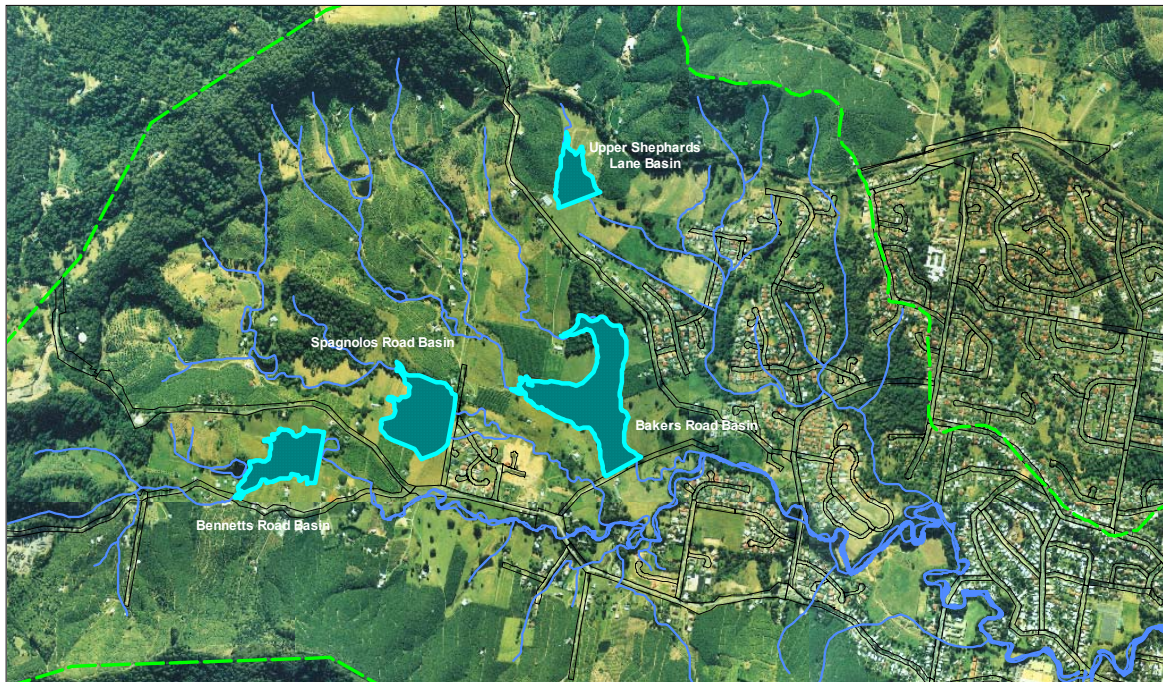 Upper Shephards
Lane Basin
Spagnolos Road Basin
Bakers Road Basin
Bennetts Road Basin